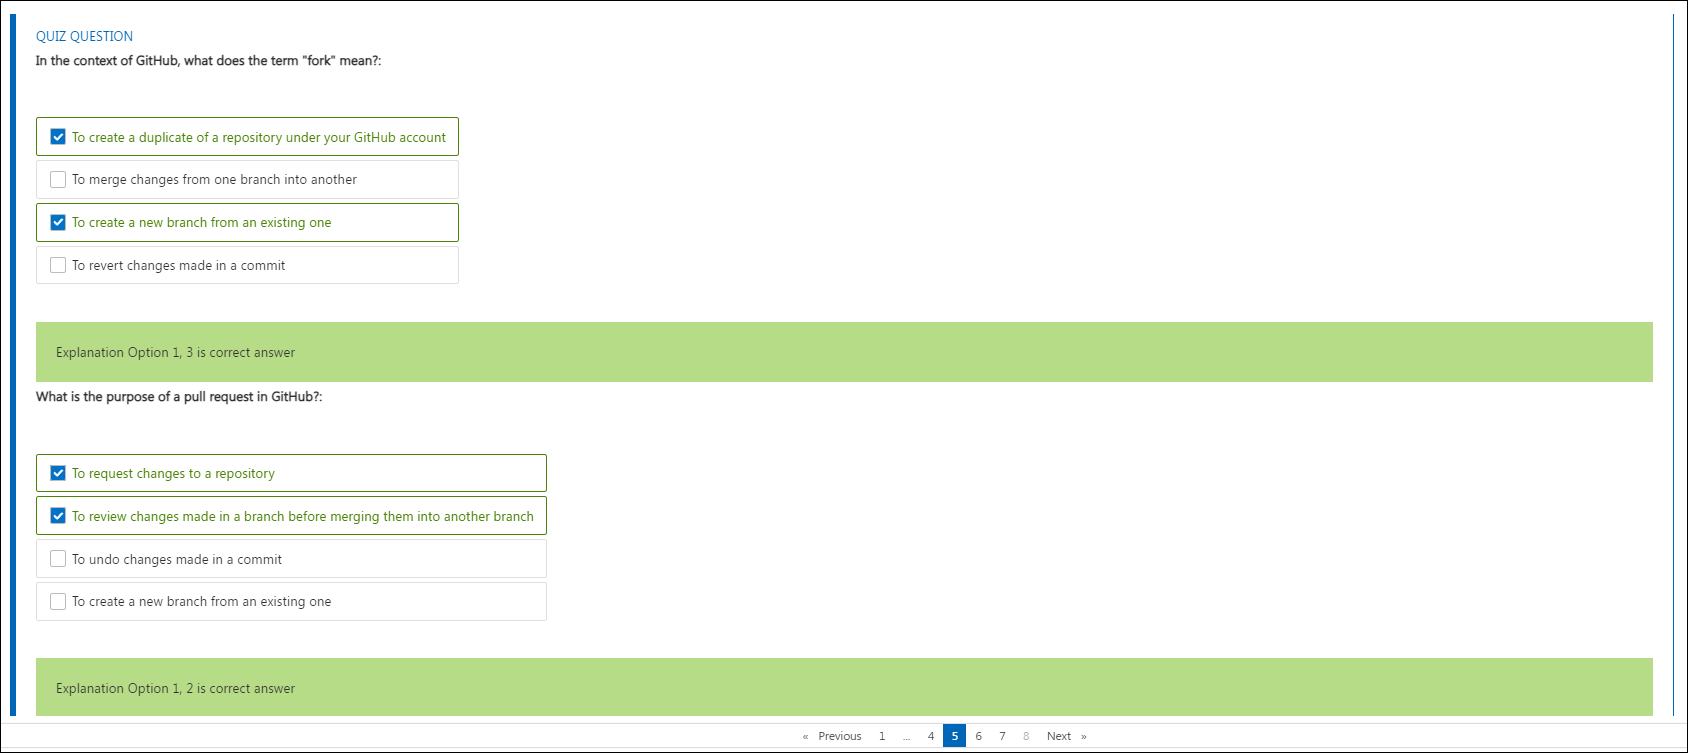 QUIZ QUESTION
In the context of GitHub, what does the term "fork" mean?:
To create a duplicate of a repository under your GitHub account
To merge changes from one branch into another
To create a new branch from an existing one
To revert changes made in a commit
Explanation Option 1, 3 is correct answer
What is the purpose of a pull request in GitHub?:
To request changes to a repository
To review changes made in a branch before merging them into another branch
To undo changes made in a commit
To create a new branch from an existing one
Explanation Option 1, 2 is correct answer
« Previous 1 ... 4 5 6 7 8 Next »